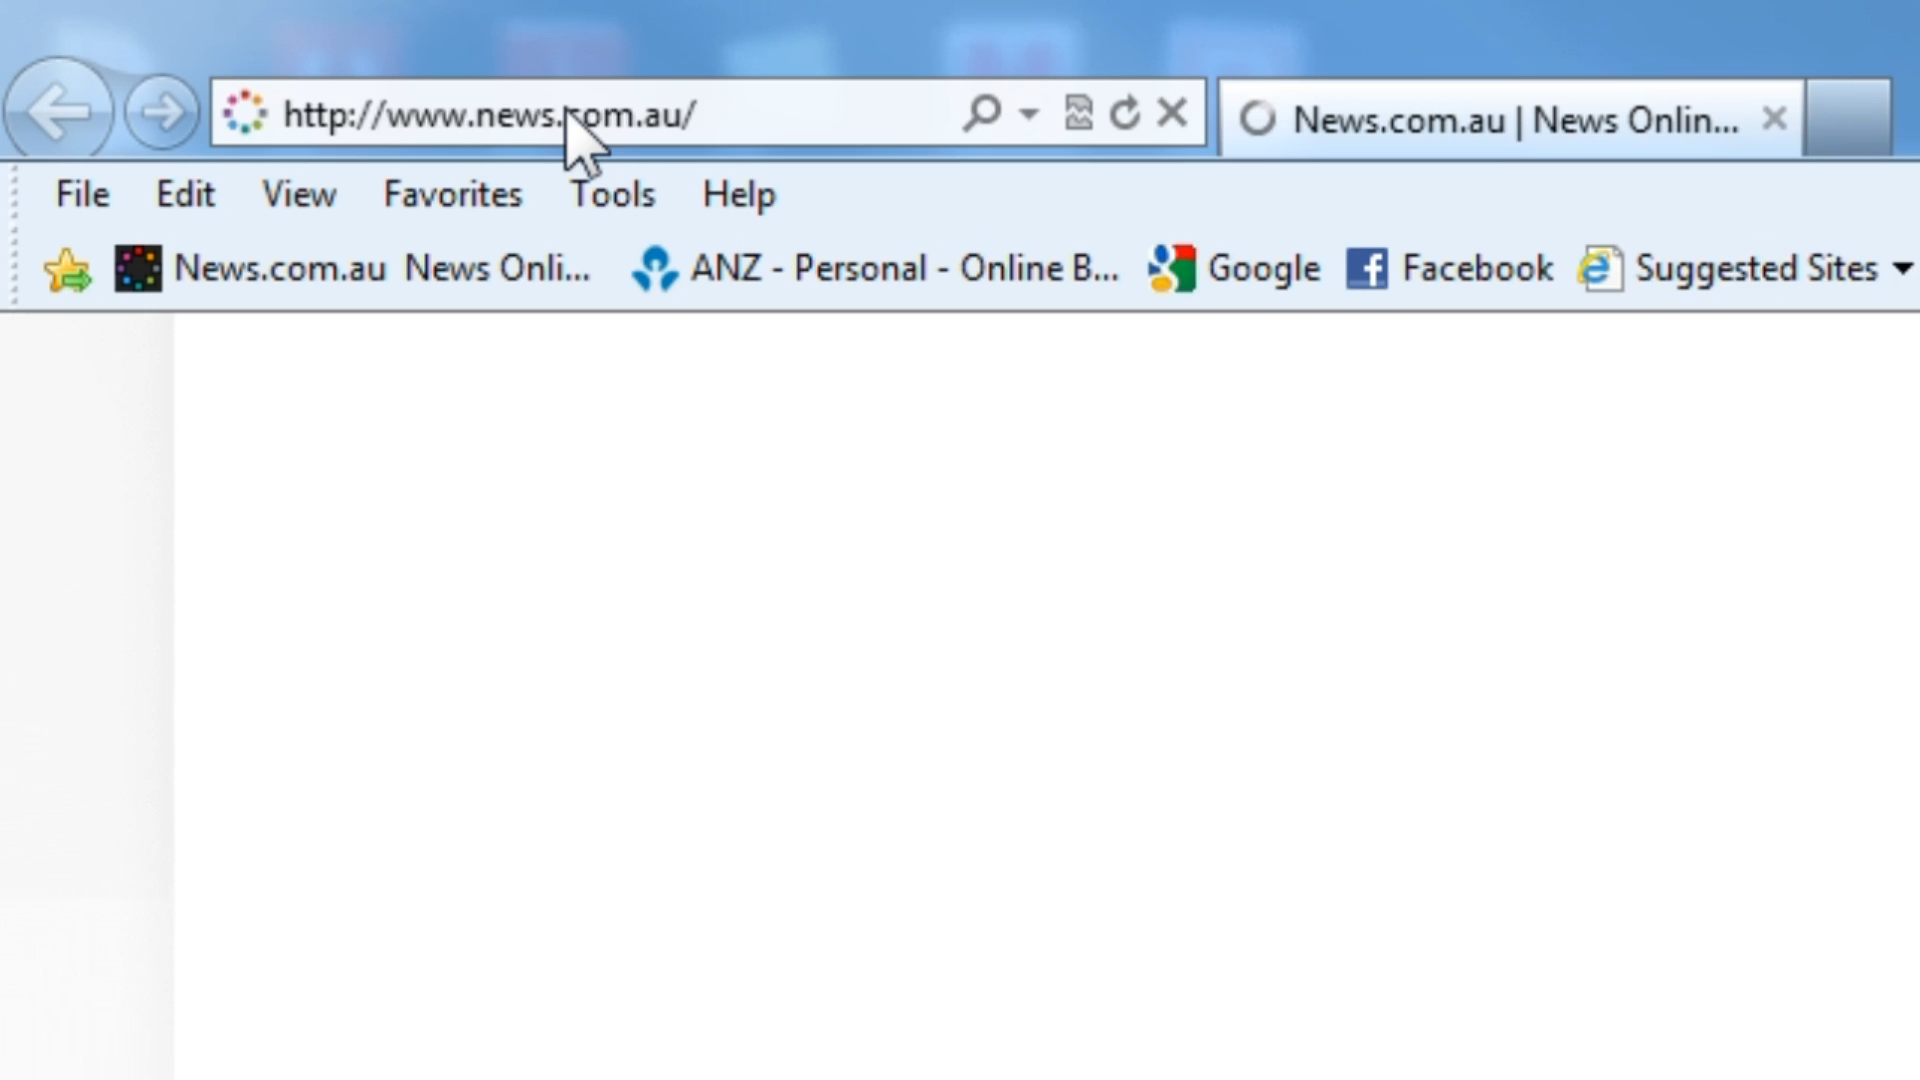 http://www.news.com.au/
News.com.au | News Onlin...
File Edit View Favorites Tools Help
News.com.au News Onli... ANZ - Personal - Online B... Google Facebook Suggested Sites